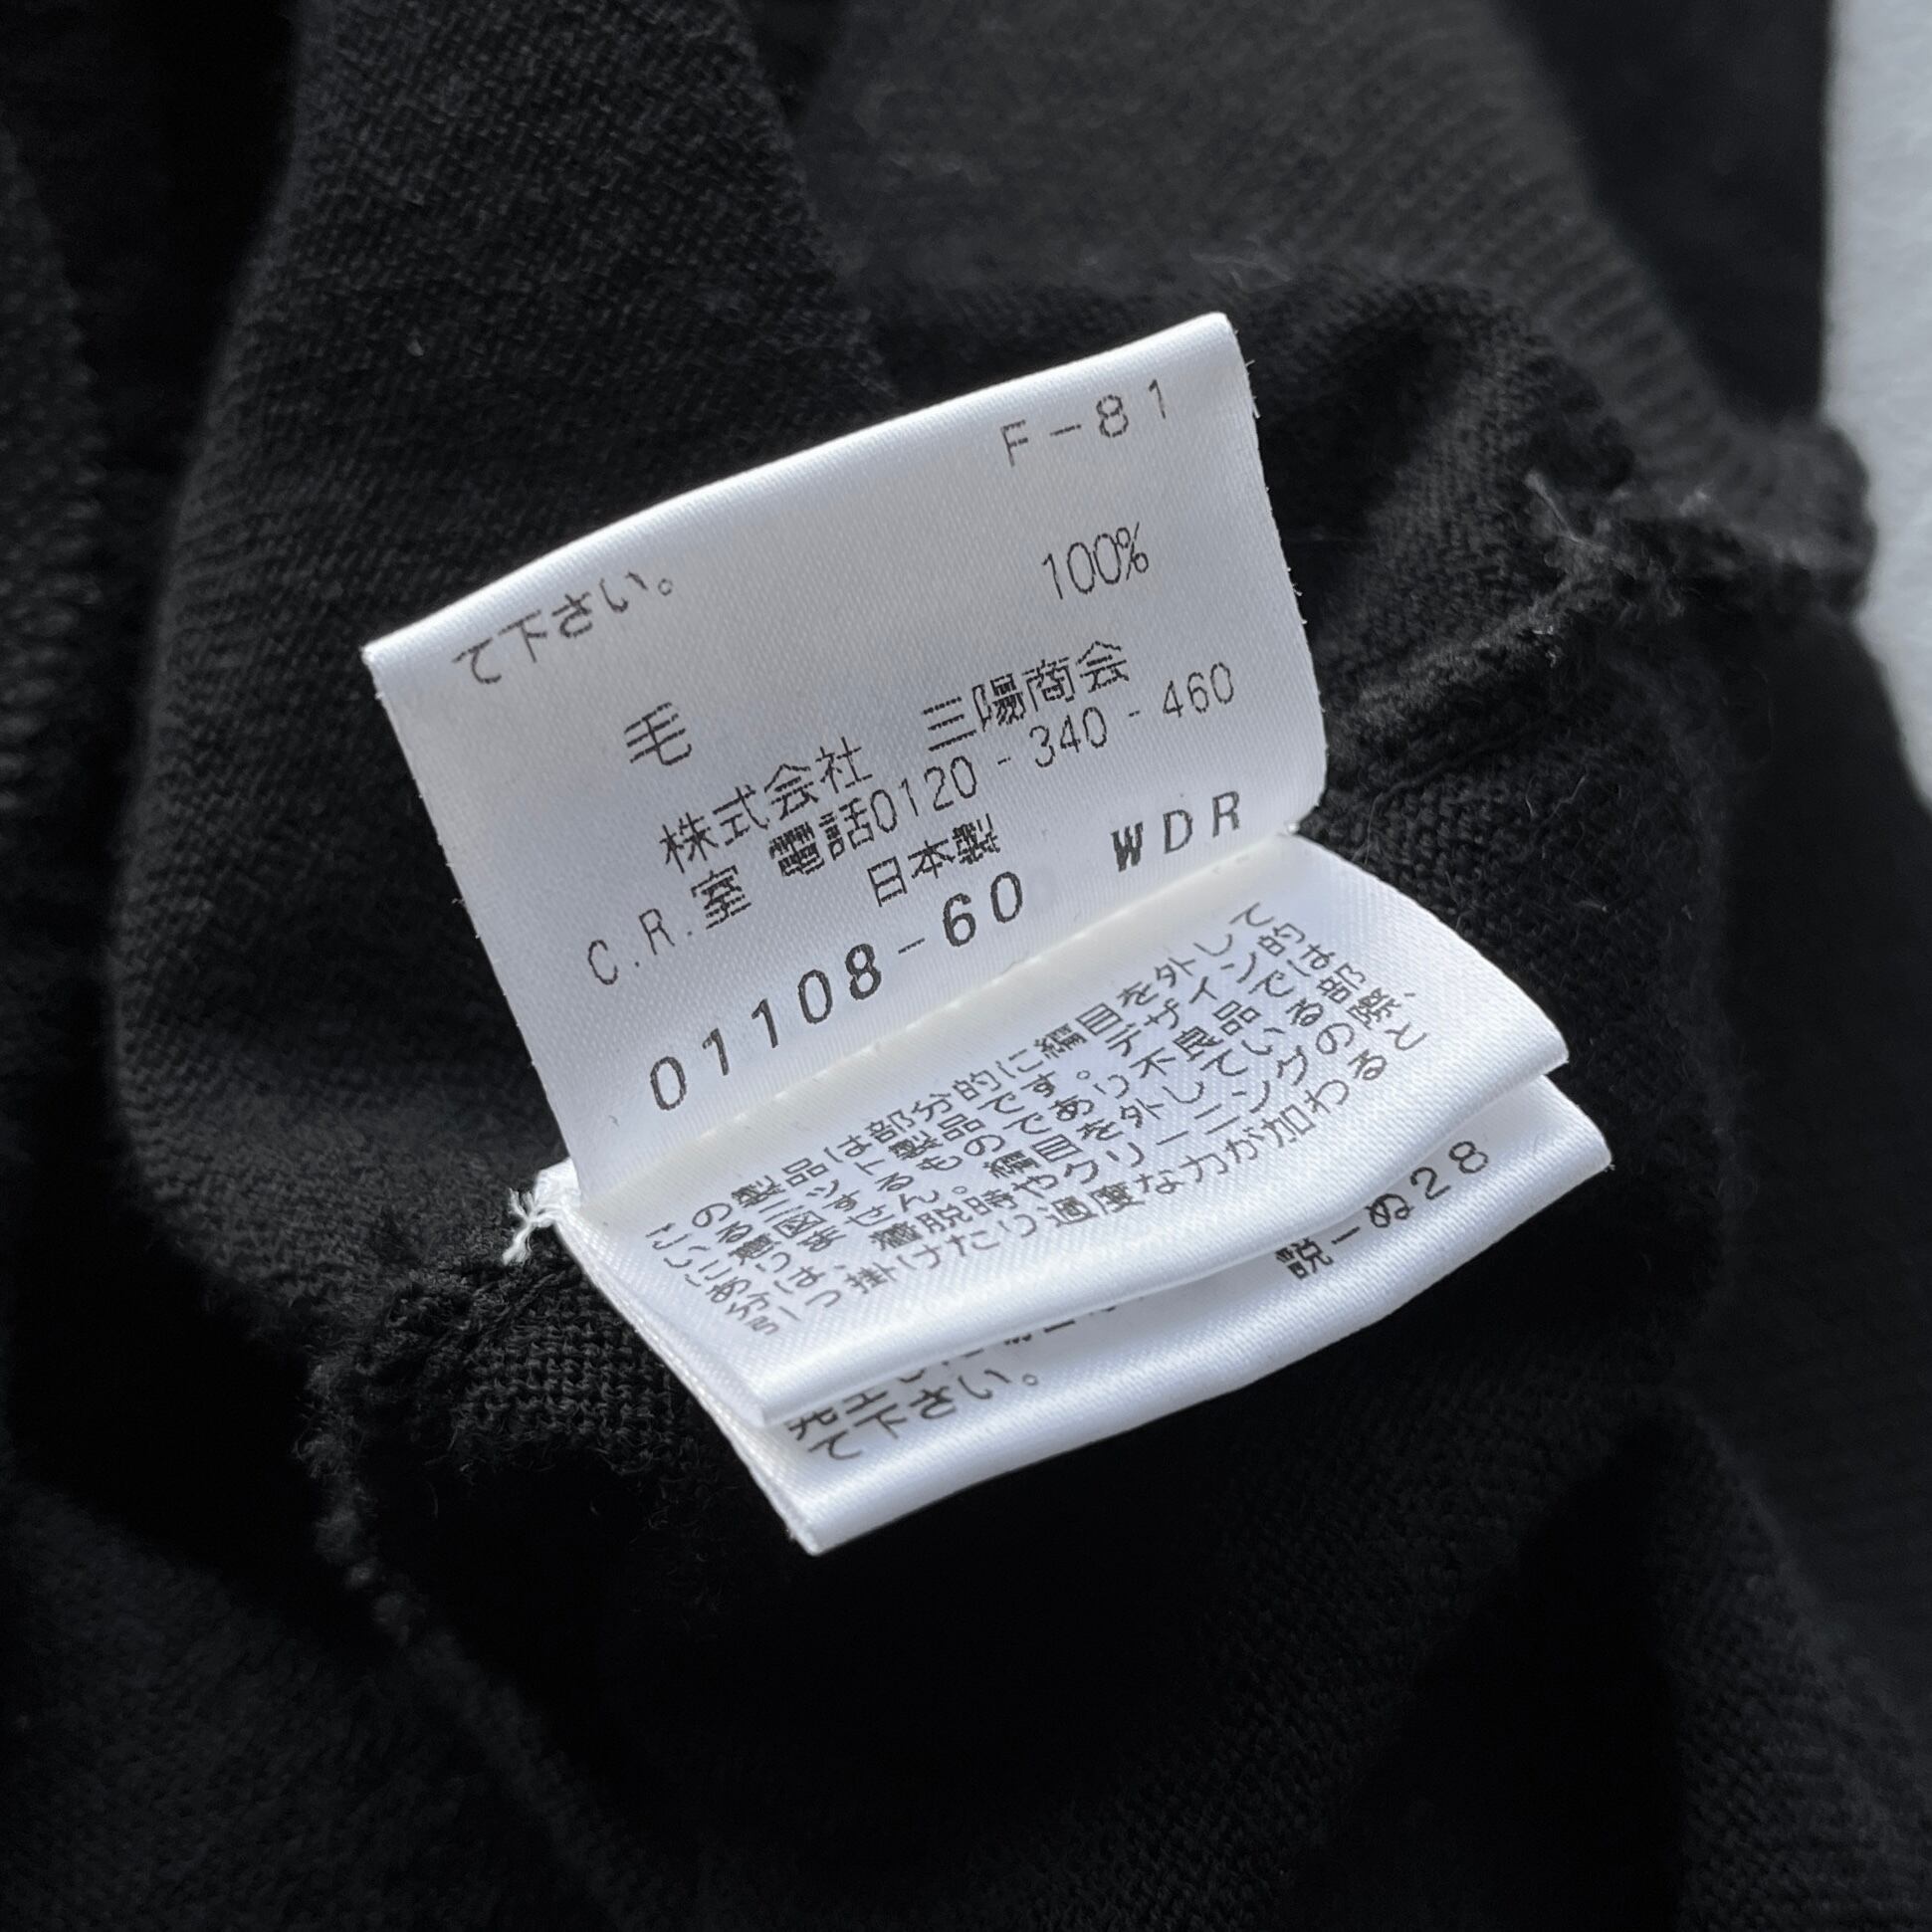 F-81
て下さい。
毛 100%
株式会社 三陽商会
C.R.室 電話0120-340-460
日本製
01108-60 WDR
この製品は部分的に編目を外して
いるニット製品です。デザイン的
に意図するものであり不良品では
ありません。編目を外している部
分は、着脱時やクリーニングの際、
引っ掛けたり過度な力が加わると
説-ぬ28
て下さい。